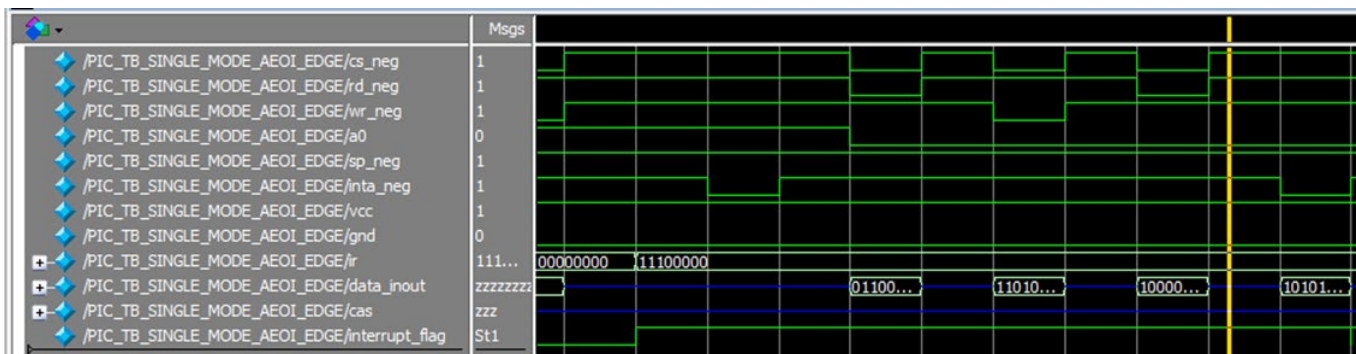 Msgs
/PIC_TB_SINGLE_MODE_AEOI_EDGE/cs_neg 1
/PIC_TB_SINGLE_MODE_AEOI_EDGE/rd_neg 1
/PIC_TB_SINGLE_MODE_AEOI_EDGE/wr_neg 1
/PIC_TB_SINGLE_MODE_AEOI_EDGE/a0 0
/PIC_TB_SINGLE_MODE_AEOI_EDGE/sp_neg 1
/PIC_TB_SINGLE_MODE_AEOI_EDGE/inta_neg 1
/PIC_TB_SINGLE_MODE_AEOI_EDGE/vcc 1
/PIC_TB_SINGLE_MODE_AEOI_EDGE/gnd 0
/PIC_TB_SINGLE_MODE_AEOI_EDGE/ir 111... 00000000 11100000
/PIC_TB_SINGLE_MODE_AEOI_EDGE/data_inout zzzzzzzz 01100... 11010... 10000... 10101...
/PIC_TB_SINGLE_MODE_AEOI_EDGE/cas zzz
/PIC_TB_SINGLE_MODE_AEOI_EDGE/interrupt_flag St1